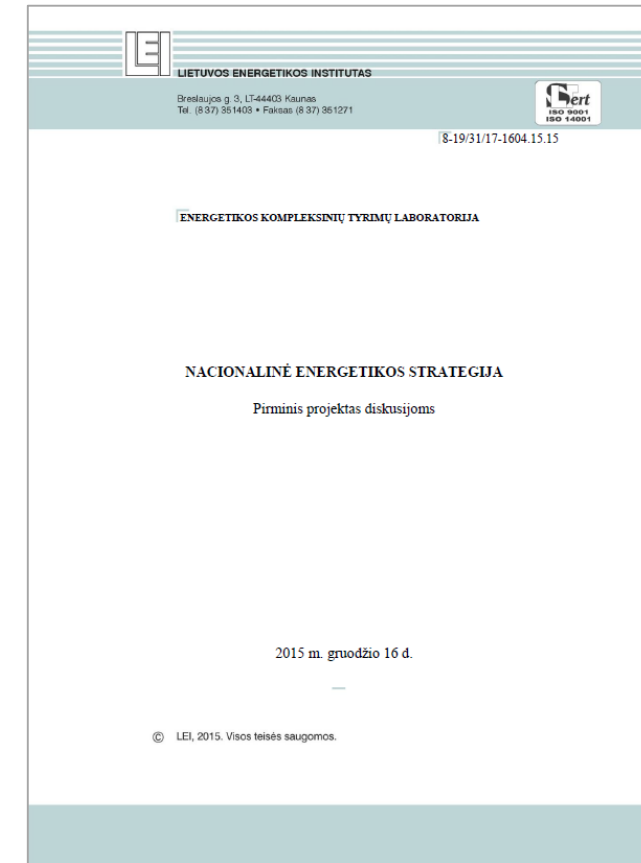 LEI
LIETUVOS ENERGETIKOS INSTITUTAS
Breslaujos g. 3, LT-44403 Kaunas
Tel. (8 37) 351403 • Faksas (8 37) 351271
Sert
ISO 9001
ISO 14001
8-19/31/17-1604.15.15
ENERGETIKOS KOMPLEKSINIŲ TYRIMŲ LABORATORIJA
NACIONALINĖ ENERGETIKOS STRATEGIJA
Pirminis projektas diskusijoms
2015 m. gruodžio 16 d.
© LEI, 2015. Visos teisės saugomos.